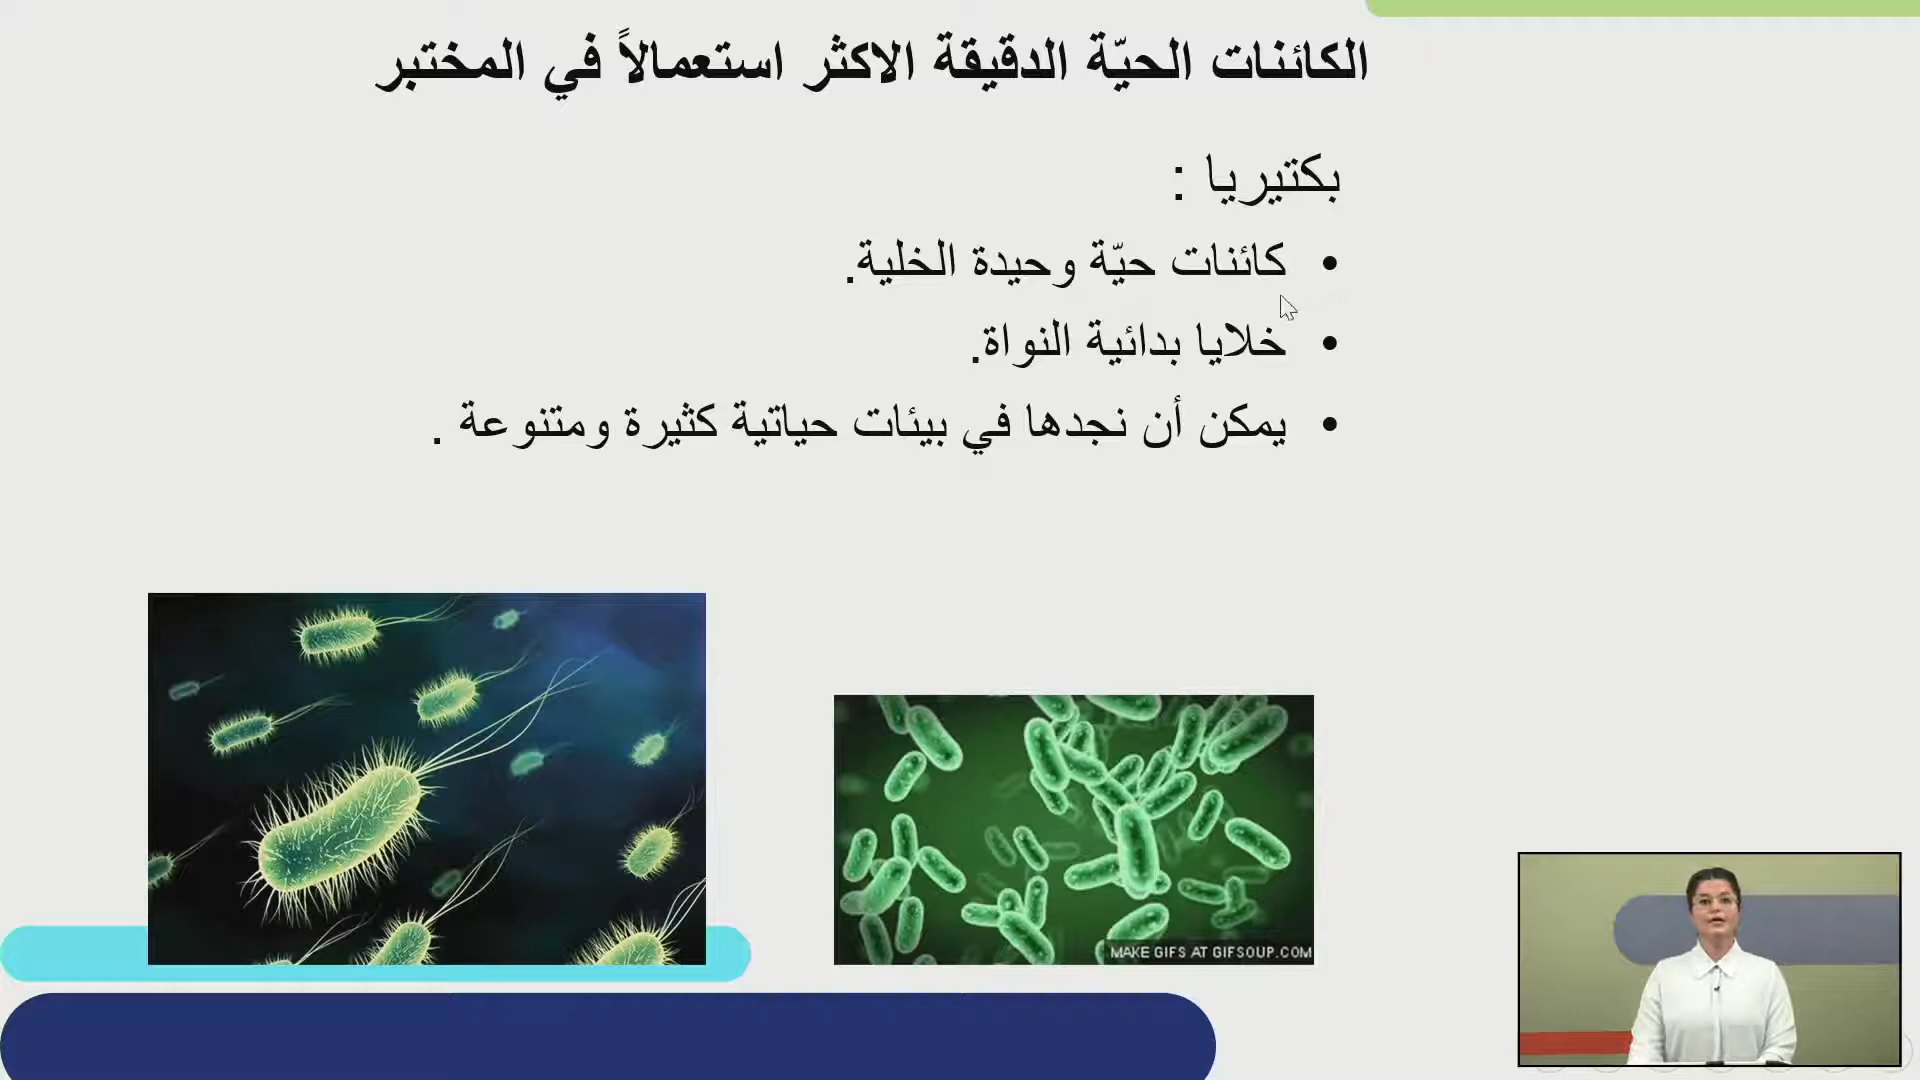 الكائنات الحيّة الدقيقة الاكثر استعمالاً في المختبر
بكتيريا :
• كائنات حيّة وحيدة الخلية.
• خلايا بدائية النواة.
• يمكن أن نجدها في بيئات حياتية كثيرة ومتنوعة .
MAKE GIFS AT GIFSOUP.COM